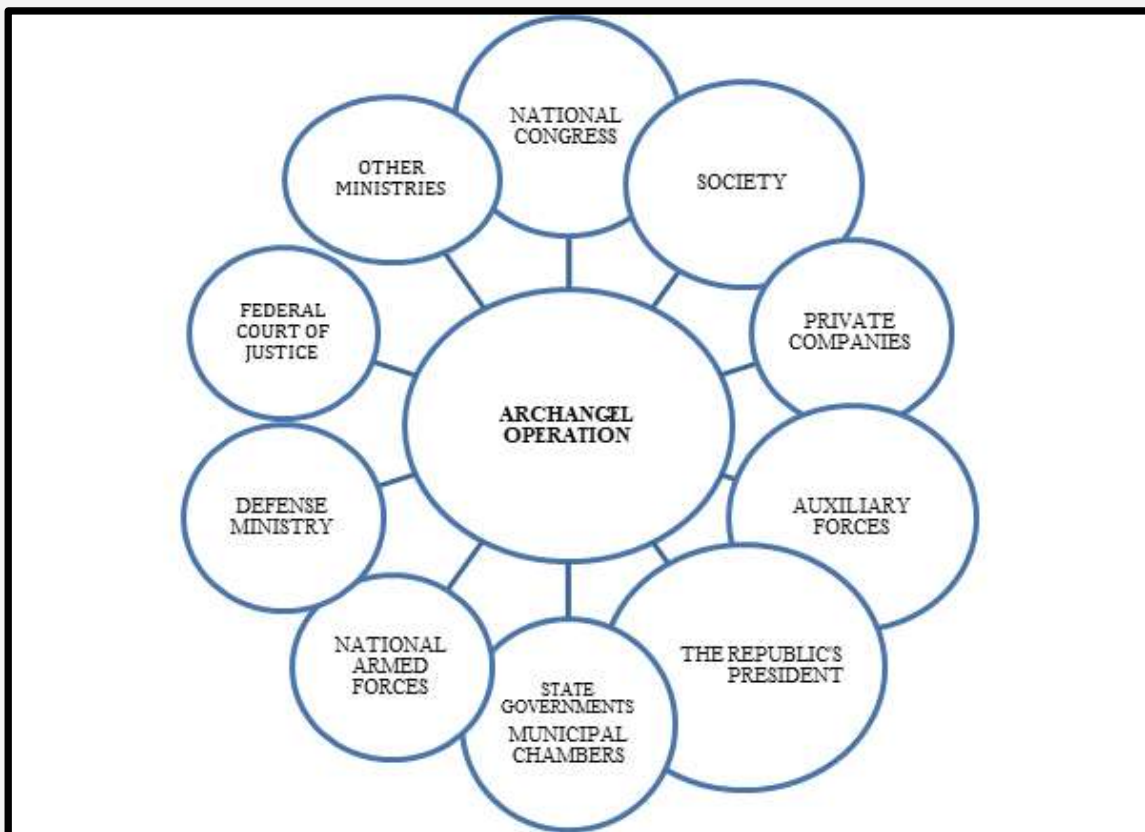 NATIONAL
CONGRESS
SOCIETY
PRIVATE
COMPANIES
AUXILIARY
FORCES
THE REPUBLIC'S
PRESIDENT
STATE
GOVERNMENTS
MUNICIPAL
CHAMBERS
NATIONAL
ARMED
FORCES
DEFENSE
MINISTRY
FEDERAL
COURT OF
JUSTICE
OTHER
MINISTRIES
ARCHANGEL
OPERATION